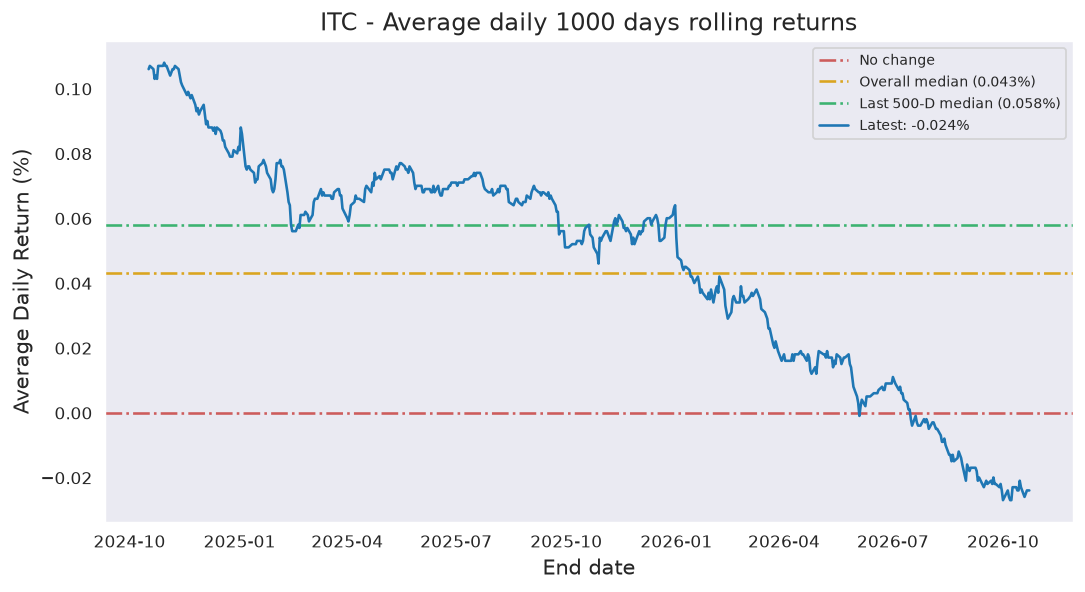 ITC - Average daily 1000 days rolling returns
No change
Overall median (0.043%)
Last 500-D median (0.058%)
Latest: -0.024%
Average Daily Return (%)
0.10
0.08
0.06
0.04
0.02
0.00
−0.02
2024-10 2025-01 2025-04 2025-07 2025-10 2026-01 2026-04 2026-07 2026-10
End date